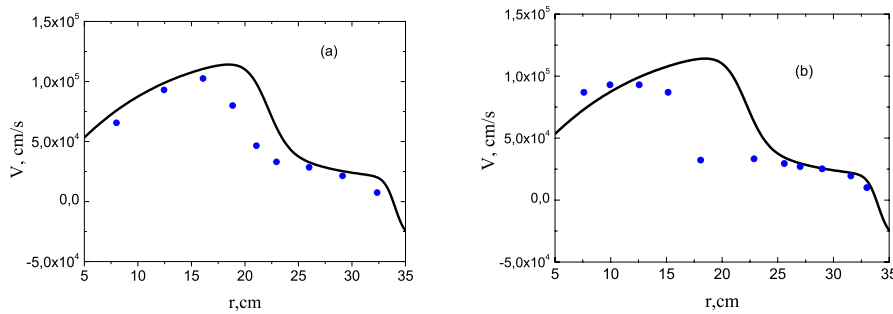 1,5x10⁵
(a)
1,0x10⁵
V, cm/s
5,0x10⁴
0,0
-5,0x10⁴
5 10 15 20 25 30 35
r,cm
1,5x10⁵
(b)
1,0x10⁵
V, cm/s
5,0x10⁴
0,0
-5,0x10⁴
5 10 15 20 25 30 35
r,cm